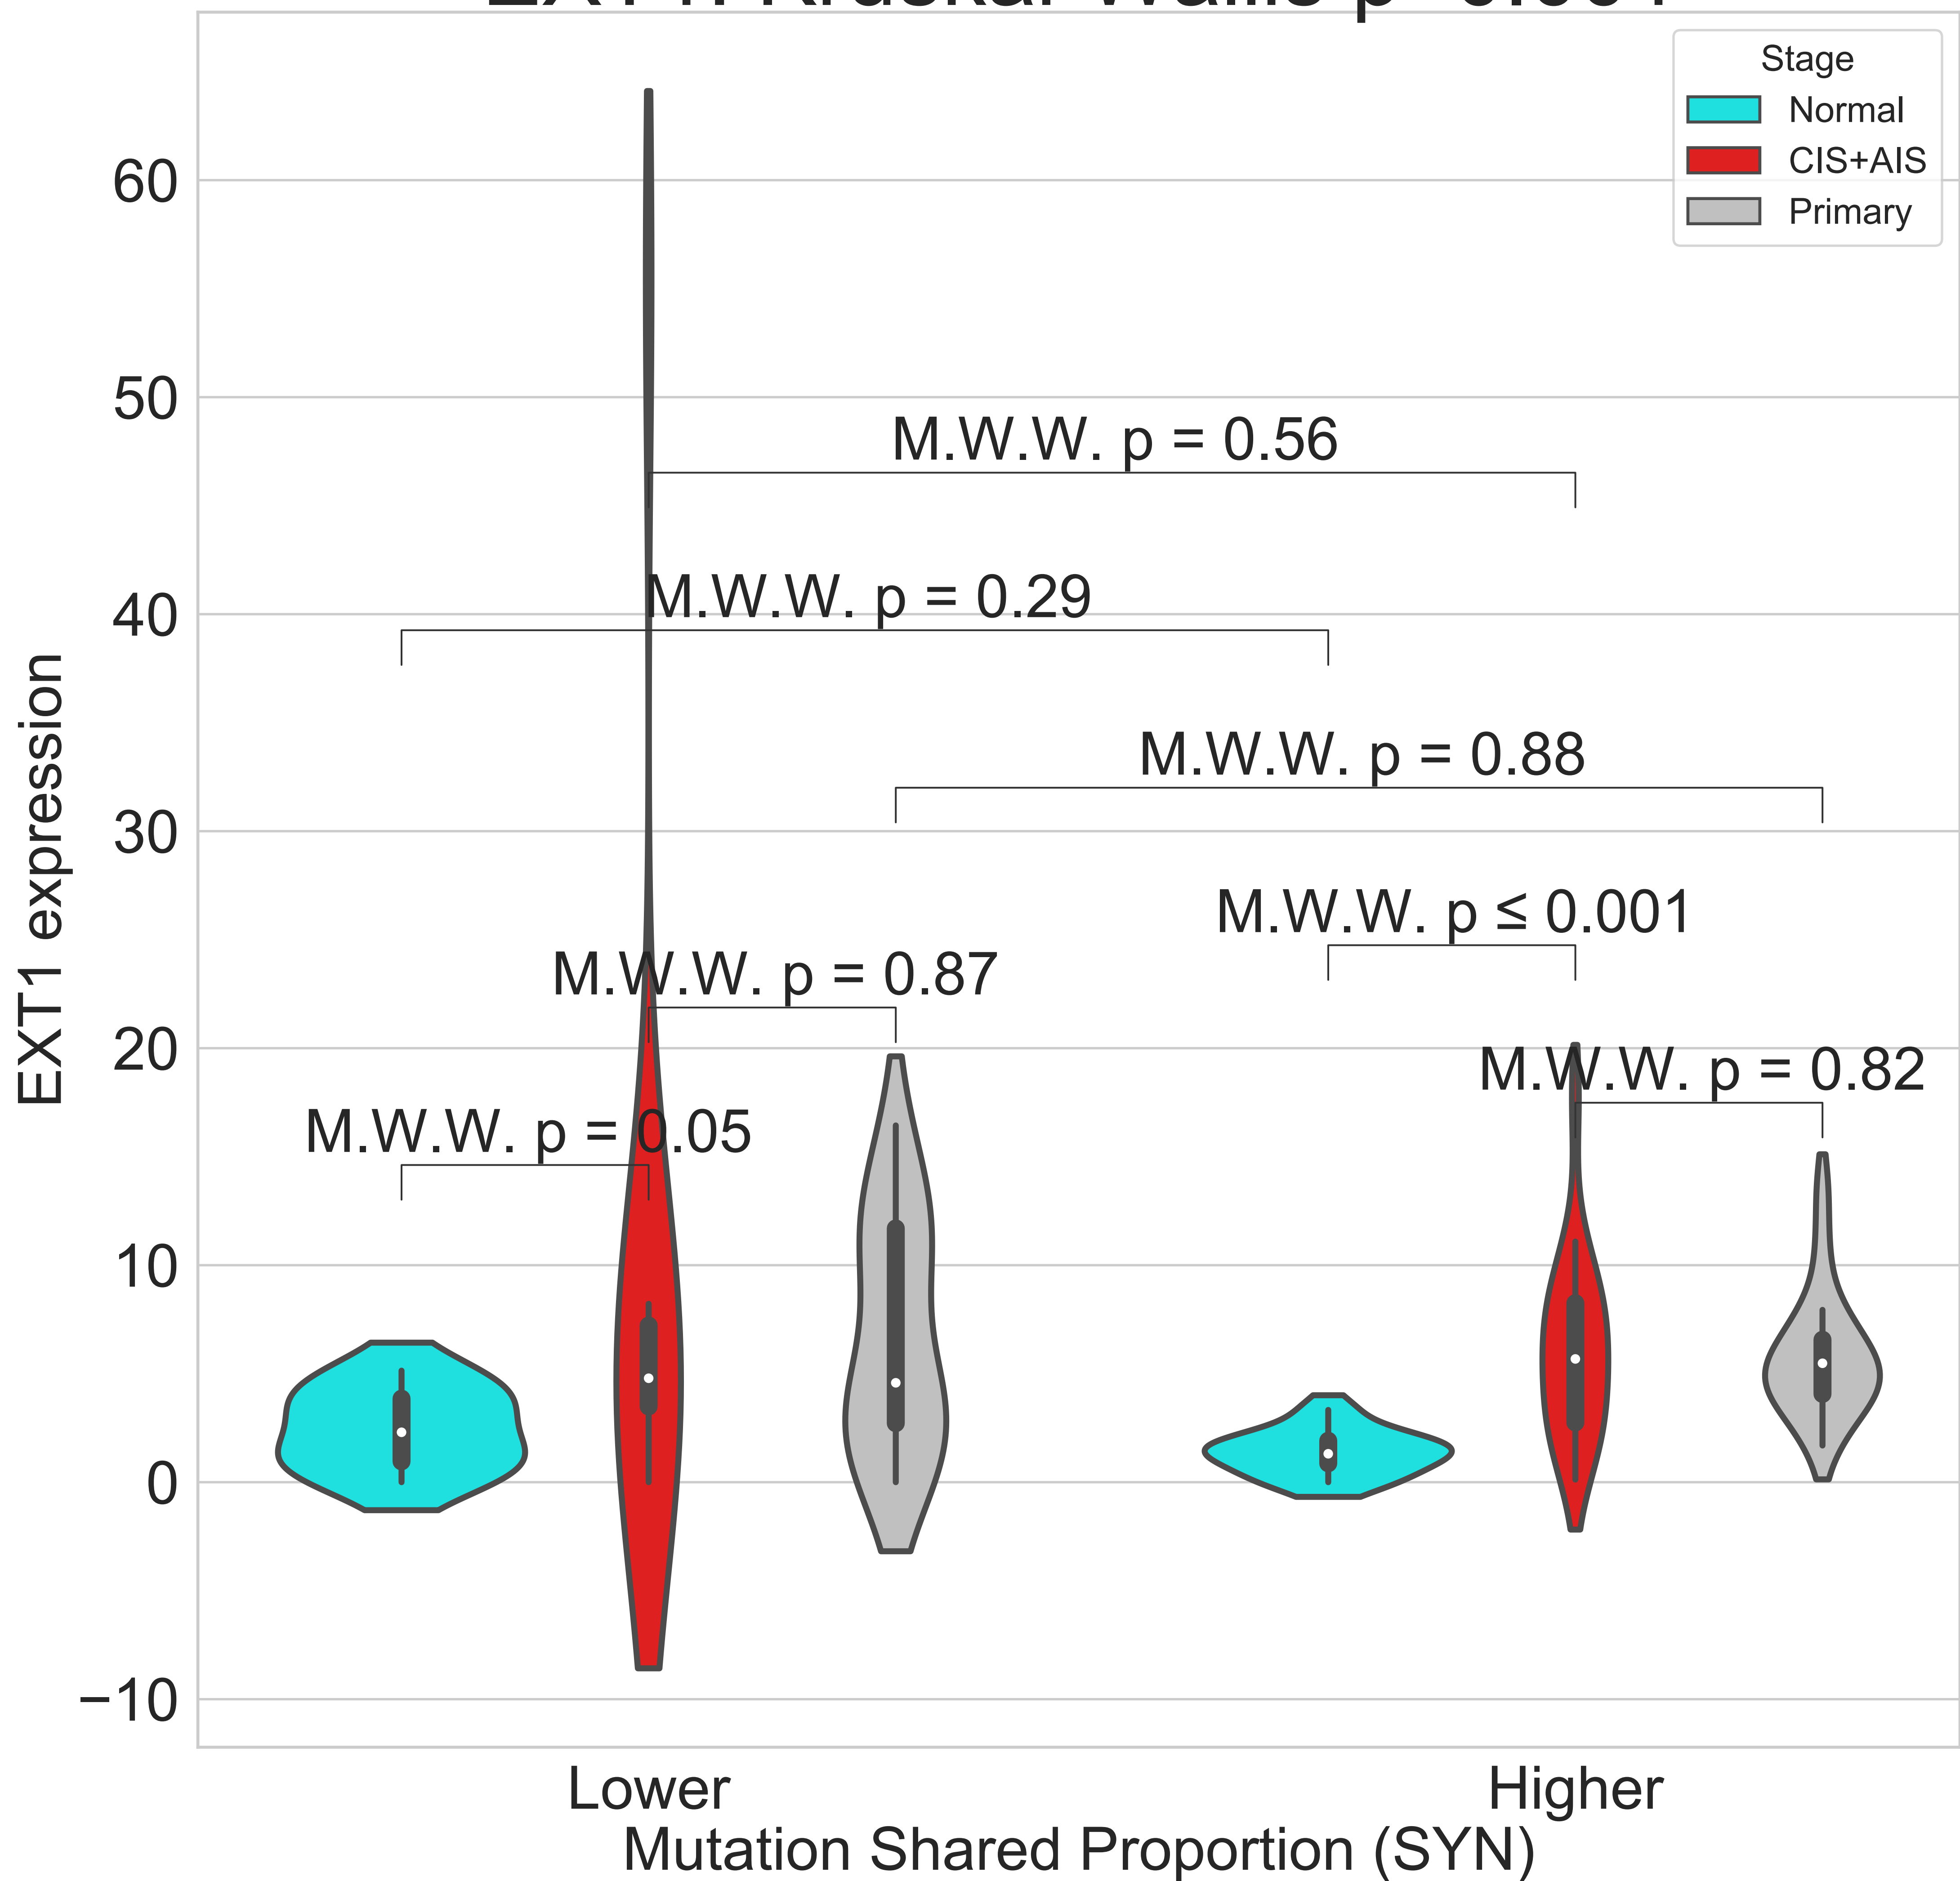 Stage
Normal
CIS+AIS
Primary
60
50
40
30
20
10
0
−10
EXT1 expression
M.W.W. p = 0.56
M.W.W. p = 0.29
M.W.W. p = 0.88
M.W.W. p ≤ 0.001
M.W.W. p = 0.87
M.W.W. p = 0.82
M.W.W. p = 0.05
Lower
Higher
Mutation Shared Proportion (SYN)